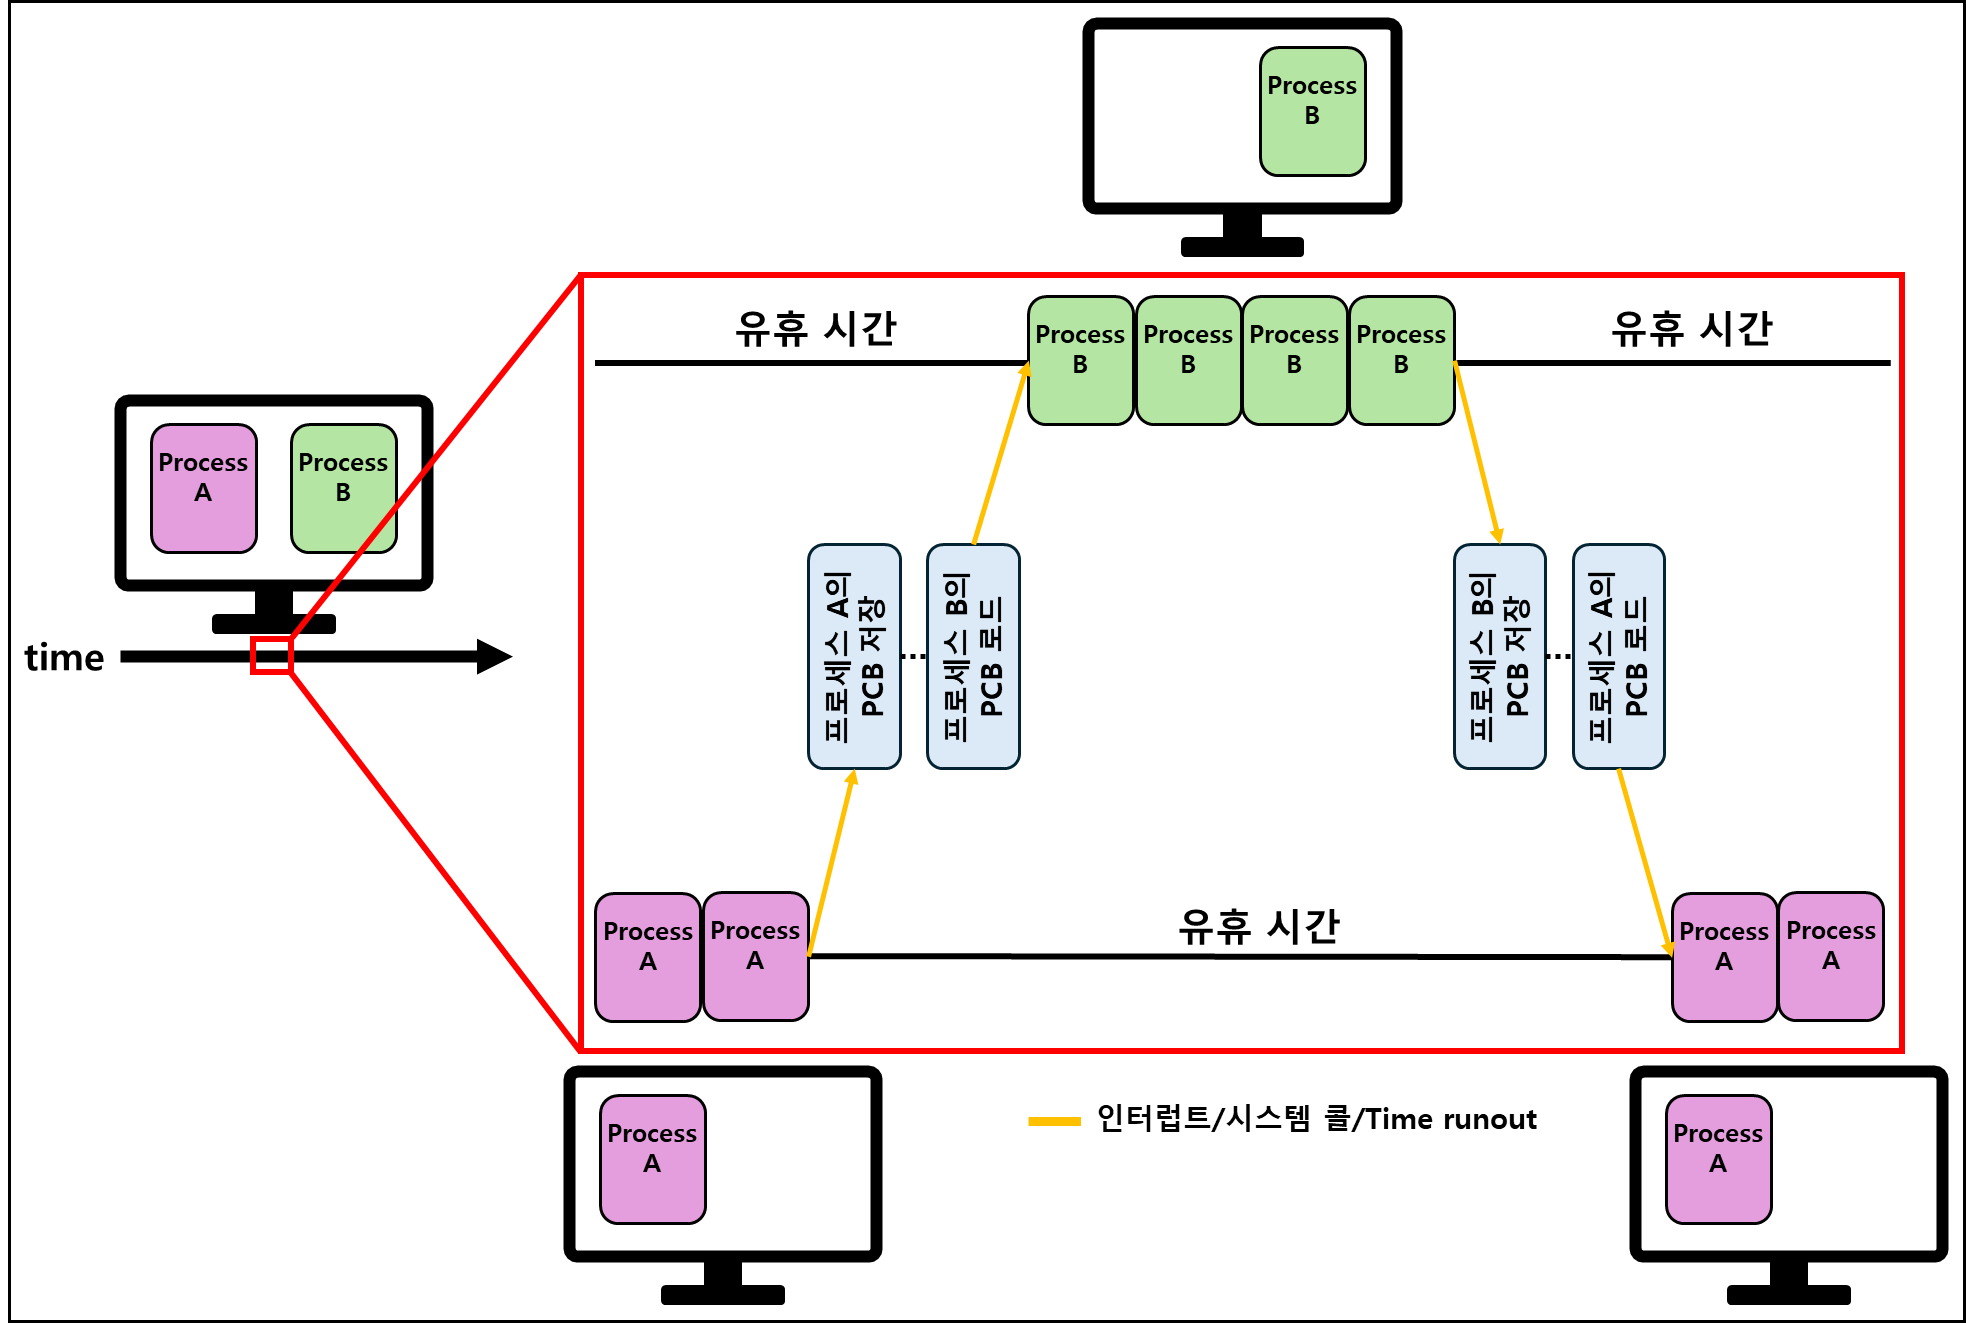 Process
B
유휴 시간
유휴 시간
Process
B
Process
B
Process
B
Process
B
Process
A
Process
B
time
프로세스 A의
PCB 저장
...
프로세스 B의
PCB 로드
프로세스 B의
PCB 저장
...
프로세스 A의
PCB 로드
유휴 시간
Process
A
Process
A
Process
A
Process
A
Process
A
인터럽트/시스템 콜/Time runout
Process
A